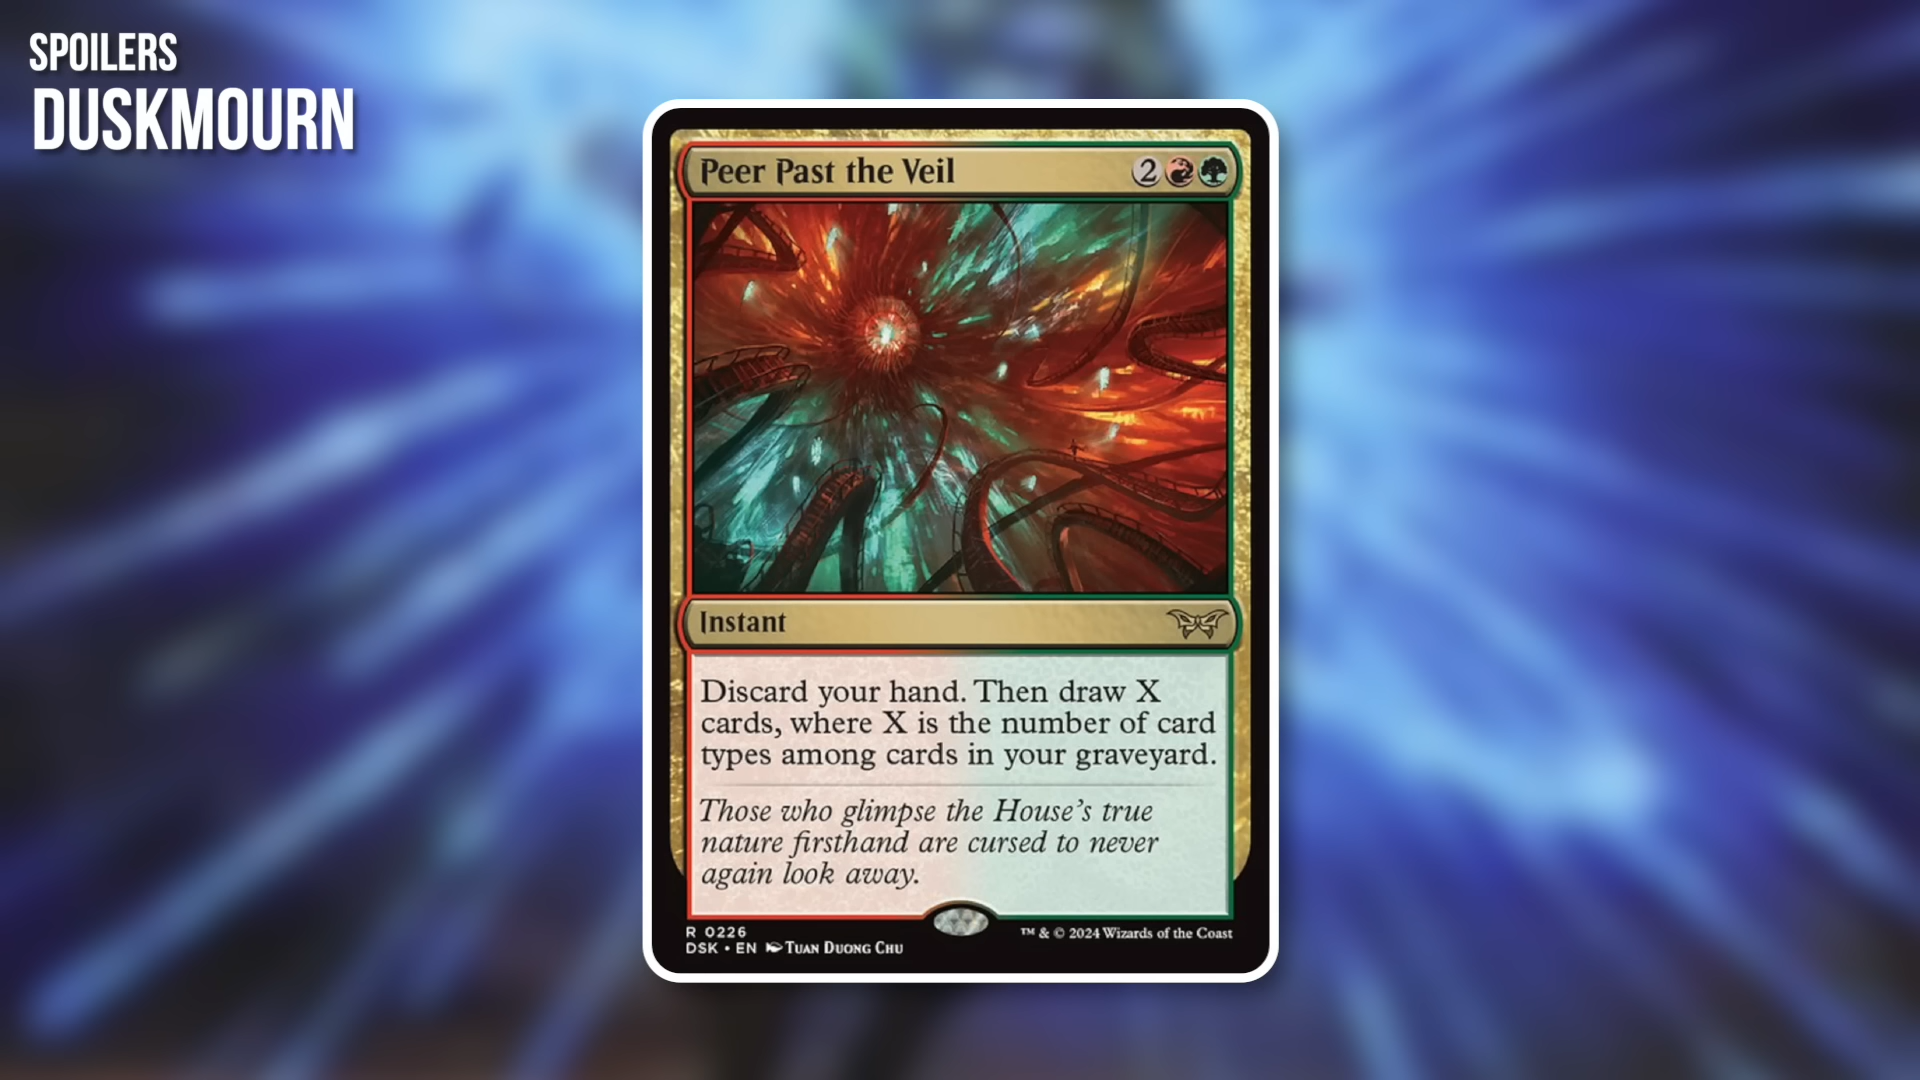 SPOILERS
DUSKMOURN
Peer Past the Veil
2
Instant
Discard your hand. Then draw X
cards, where X is the number of card
types among cards in your graveyard.
Those who glimpse the House's true
nature firsthand are cursed to never
again look away.
R 0226
DSK • EN TUAN DUONG CHU
™ & © 2024 Wizards of the Coast